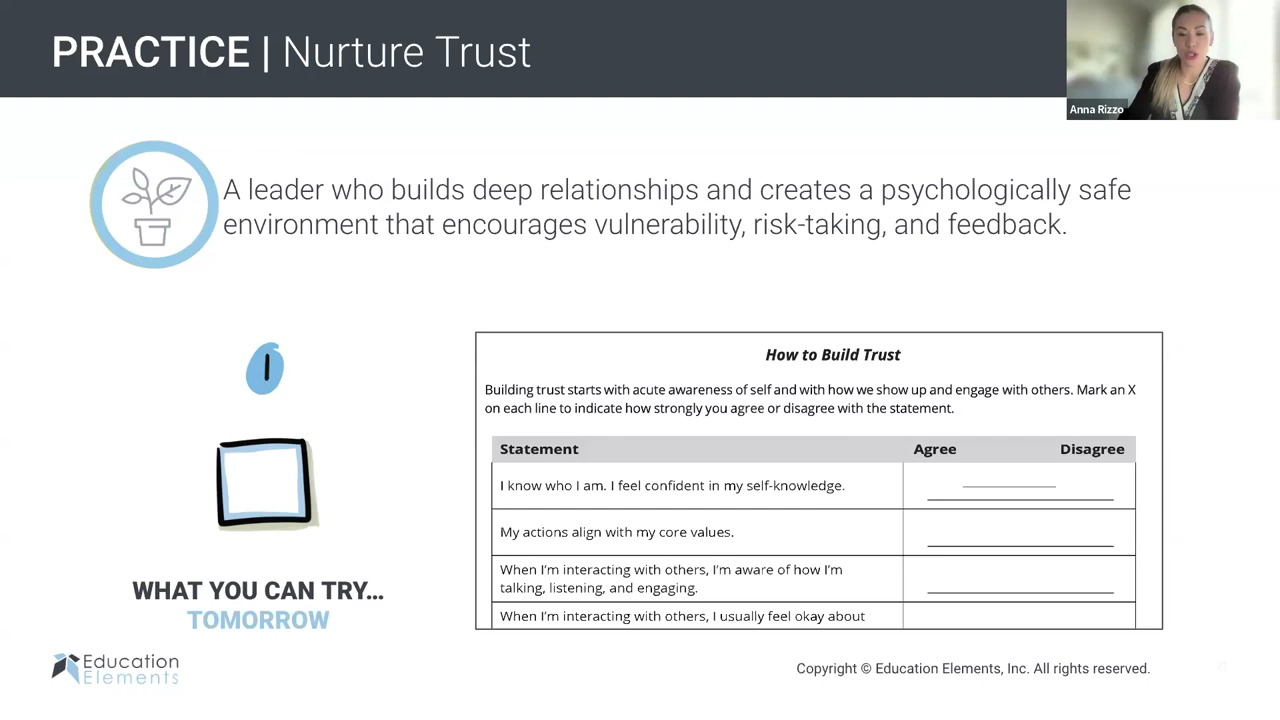 PRACTICE | Nurture Trust
Anna Rizzo
A leader who builds deep relationships and creates a psychologically safe
environment that encourages vulnerability, risk-taking, and feedback.
1
WHAT YOU CAN TRY...
TOMORROW
How to Build Trust
Building trust starts with acute awareness of self and with how we show up and engage with others. Mark an X
on each line to indicate how strongly you agree or disagree with the statement.
Statement Agree Disagree
I know who I am. I feel confident in my self-knowledge.
My actions align with my core values.
When I'm interacting with others, I'm aware of how I'm
talking, listening, and engaging.
When I'm interacting with others, I usually feel okay about
Education
Elements
Copyright © Education Elements, Inc. All rights reserved.